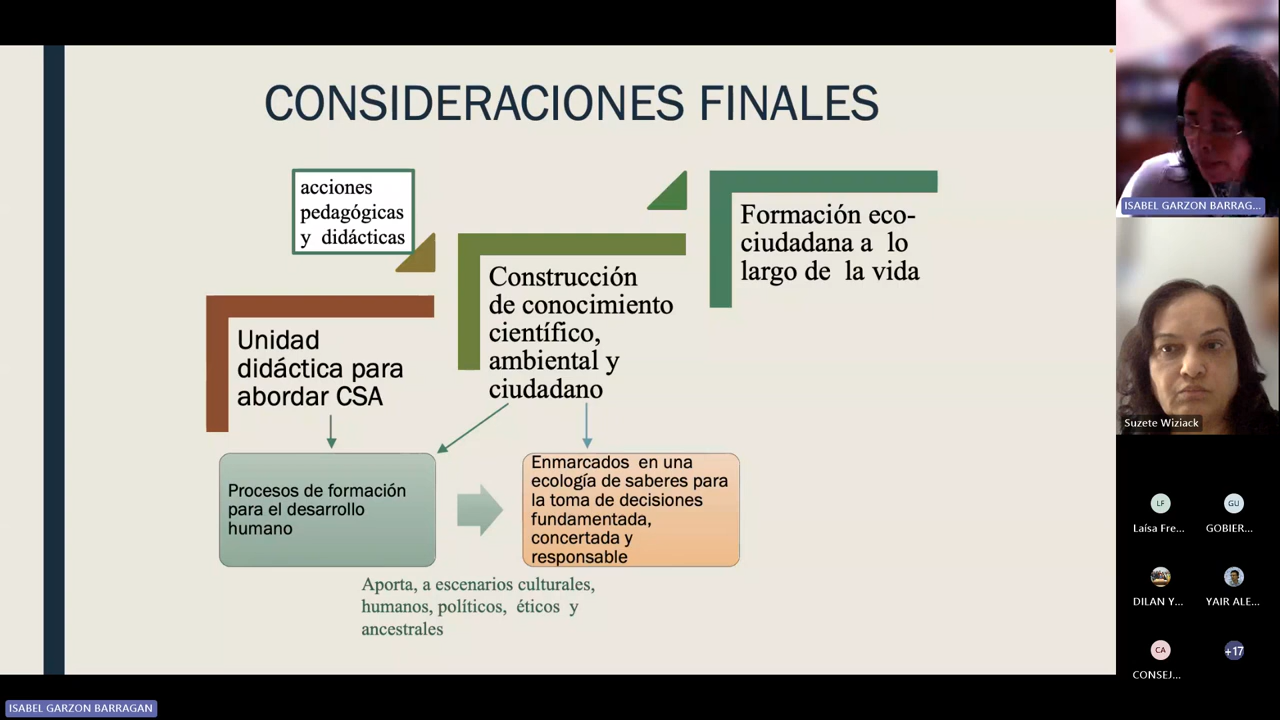 CONSIDERACIONES FINALES
acciones
pedagógicas
y didácticas
Unidad
didáctica para
abordar CSA
Construcción
de conocimiento
científico,
ambiental y
ciudadano
Formación eco-
ciudadana a lo
largo de la vida
Procesos de formación
para el desarrollo
humano
Enmarcados en una
ecología de saberes para
la toma de decisiones
fundamentada,
concertada y
responsable
Aporta, a escenarios culturales,
humanos, políticos, éticos y
ancestrales
ISABEL GARZON BARRAG...
Suzete Wiziack
LF
GU
Laísa Fre...
GOBIER...
DILAN Y...
YAIR ALE...
CA
+17
CONSEJ...
ISABEL GARZON BARRAGAN